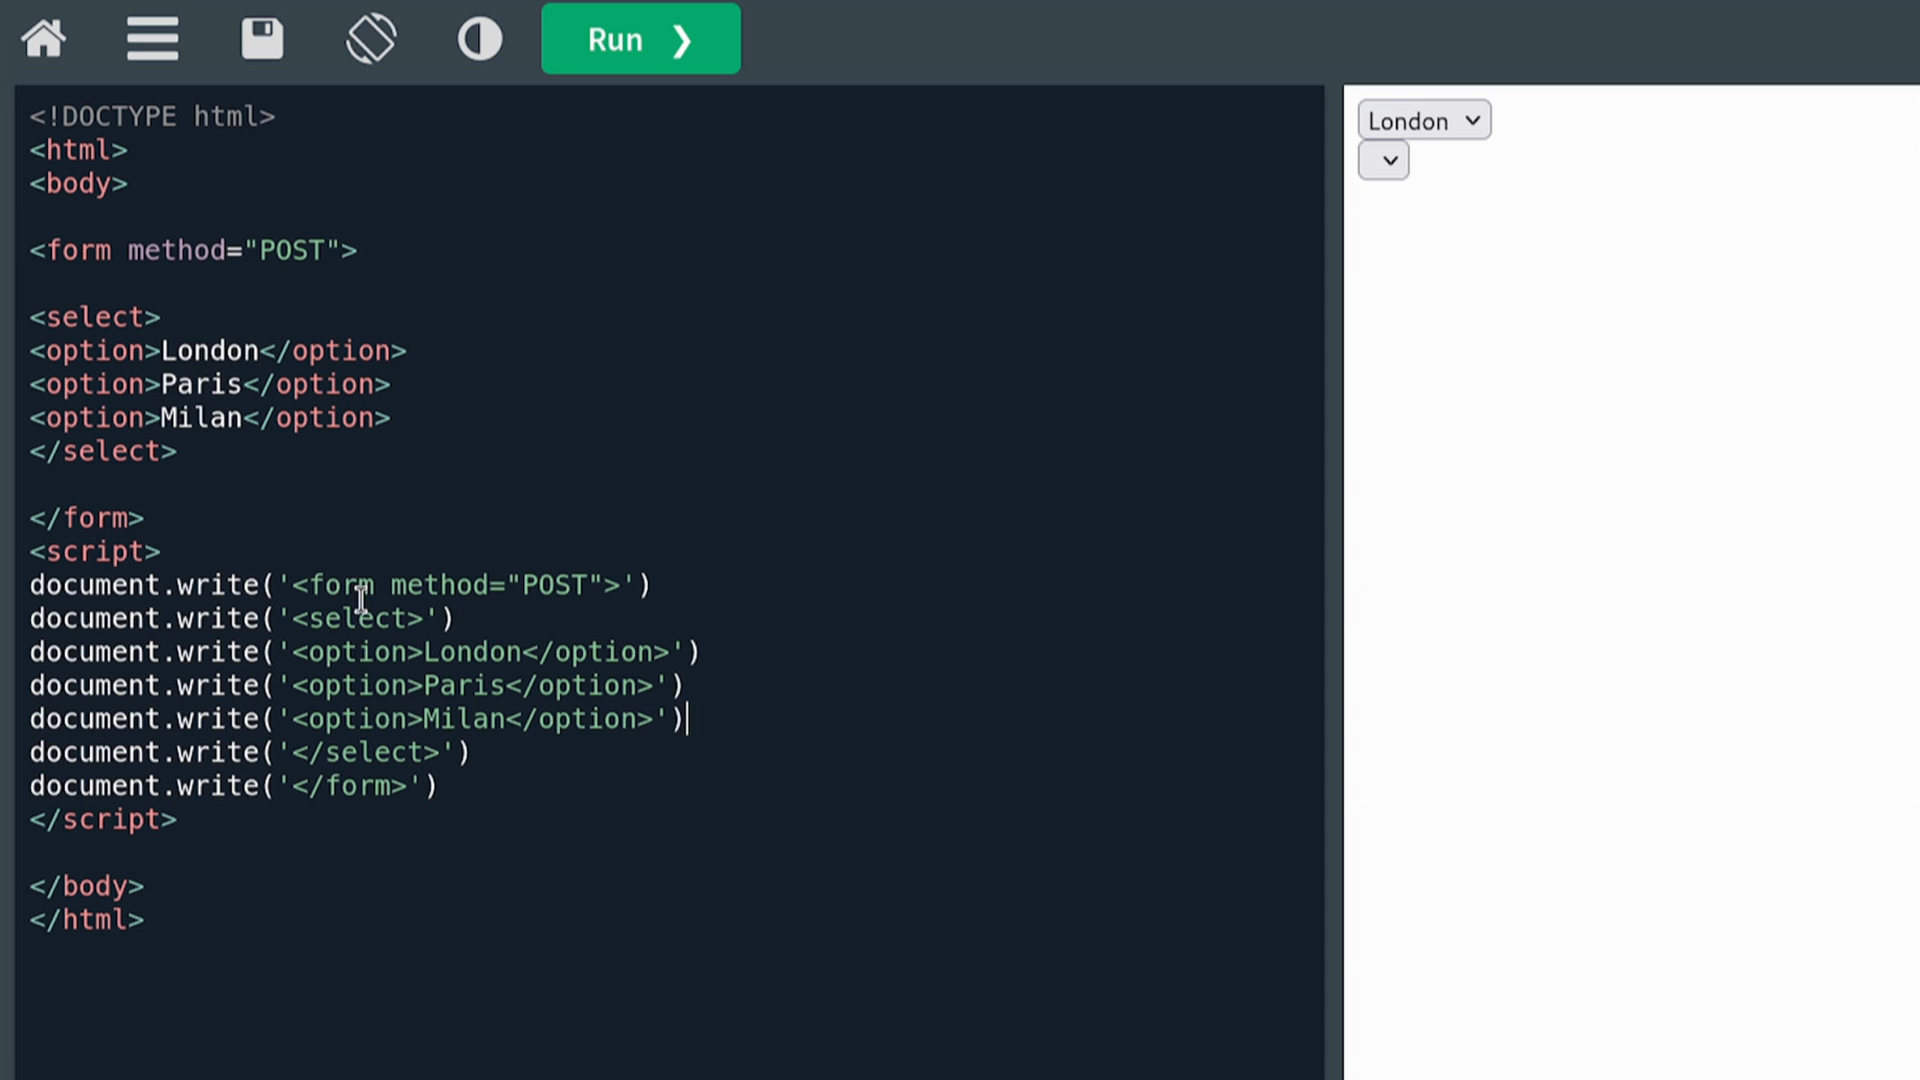 Run ❯
<!DOCTYPE html>
<html>
<body>
<form method="POST">
<select>
<option>London</option>
<option>Paris</option>
<option>Milan</option>
</select>
</form>
<script>
document.write('<form method="POST">')
document.write('<select>')
document.write('<option>London</option>')
document.write('<option>Paris</option>')
document.write('<option>Milan</option>')
document.write('</select>')
document.write('</form>')
</script>
</body>
</html>
London